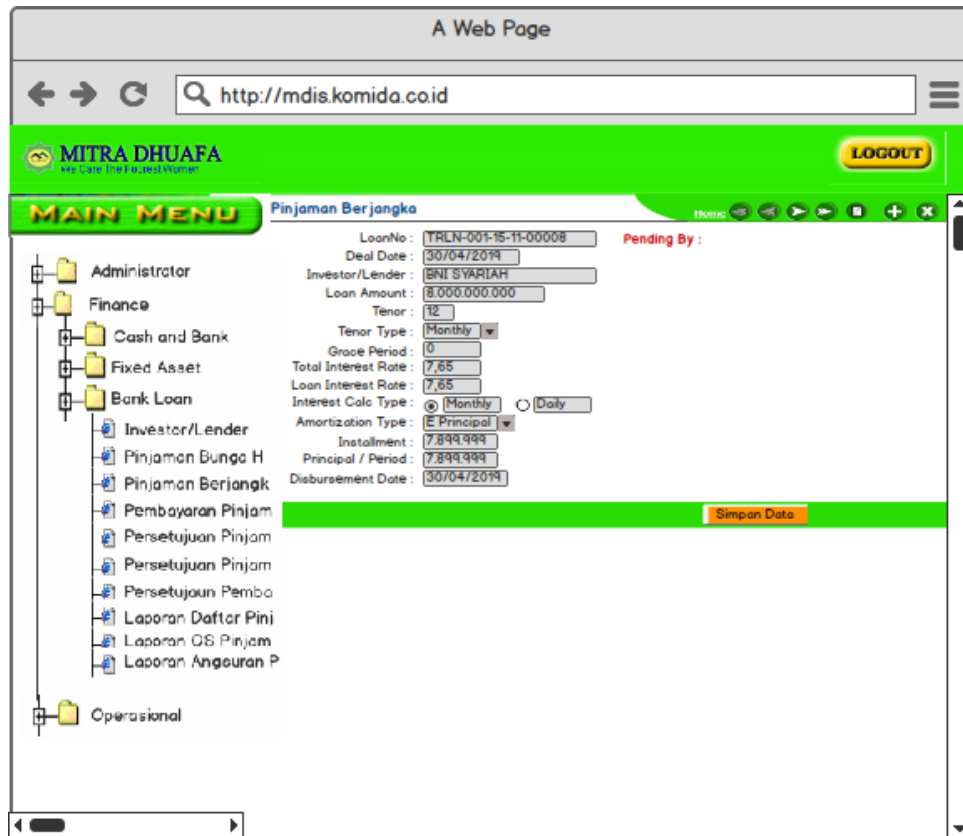 A Web Page
http://mdis.komida.co.id
MITRA DHUAFA
We Care The Poorest Women
LOGOUT
MAIN MENU
Pinjaman Berjangka
Home
LoanNo : TRLN-001-15-11-00008
Pending By :
Deal Date : 30/04/2019
Investor/Lender : BNI SYARIAH
Loan Amount : 8.000.000.000
Tenor : 12
Tenor Type : Monthly
Grace Period : 0
Total Interest Rate : 7,65
Loan Interest Rate : 7,65
Interest Calc Type : Monthly Daily
Amortization Type : E Principal
Installment : 7.899.999
Principal / Period : 7.899.999
Disbursement Date : 30/04/2019
Simpan Data
Administrator
Finance
Cash and Bank
Fixed Asset
Bank Loan
Investor/Lender
Pinjaman Bunga H
Pinjaman Berjangk
Pembayaran Pinjam
Persetujuan Pinjam
Persetujuan Pinjam
Persetujaun Pemba
Laporan Daftar Pinj
Laporan OS Pinjam
Laporan Angsuran P
Operasional